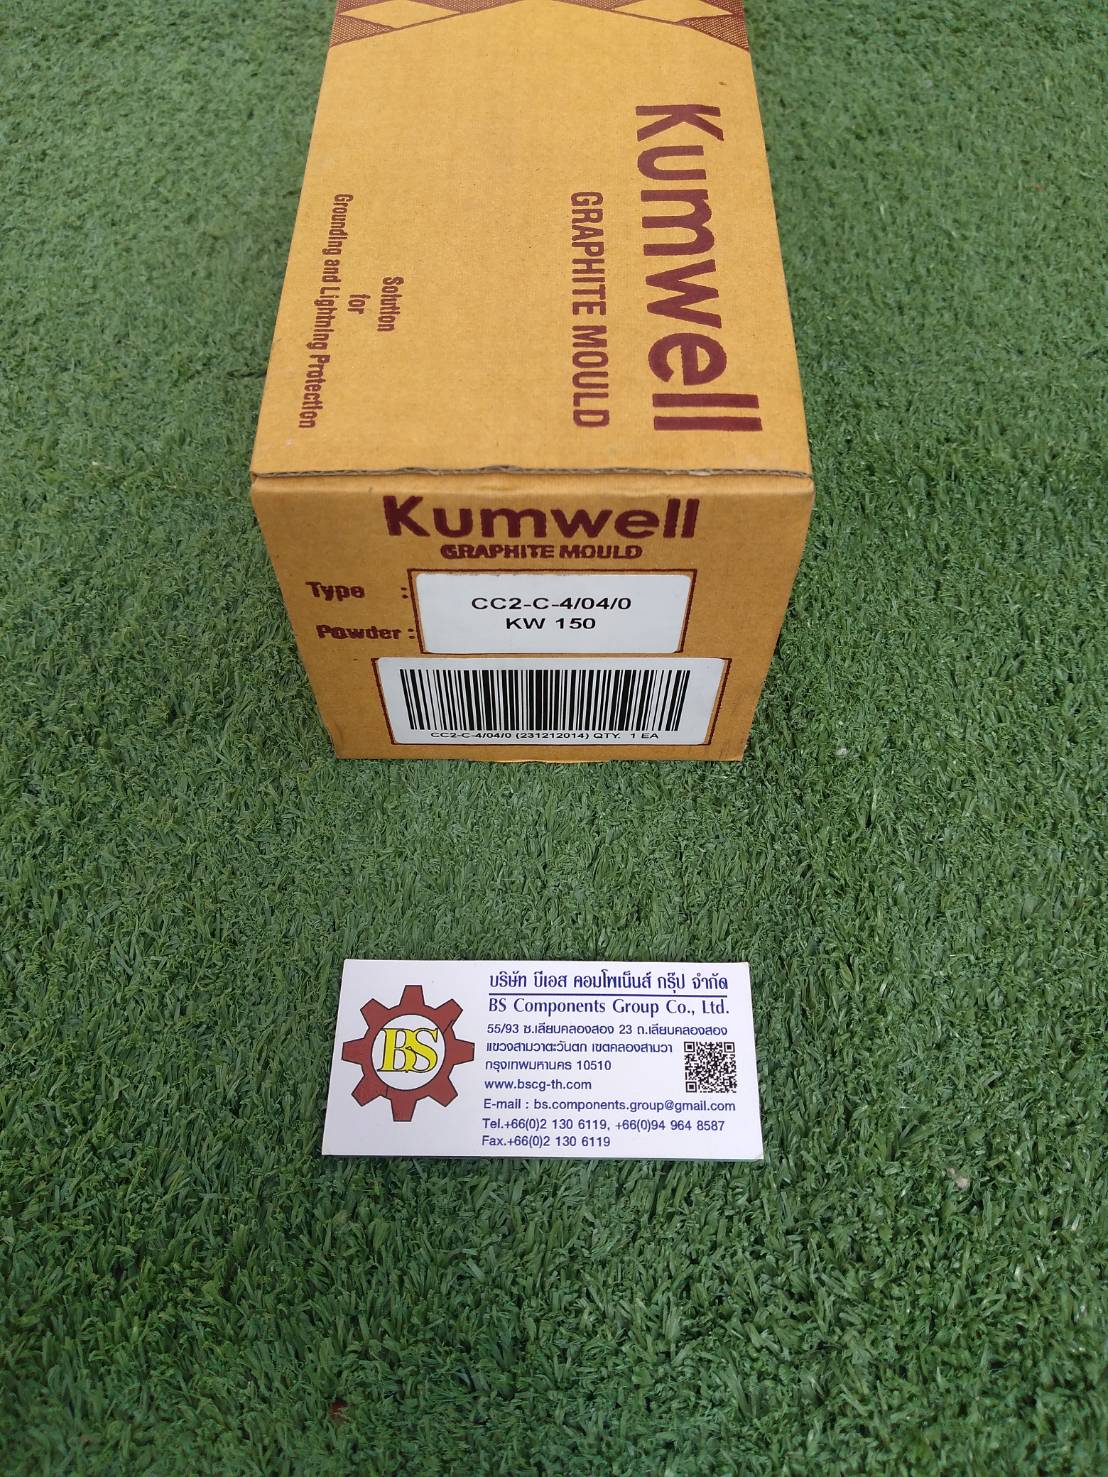 Kumwell
GRAPHITE MOULD
Solution
for
Grounding and Lightning Protection
Kumwell
GRAPHITE MOULD
Type :
CC2-C-4/04/0
Powder :
KW 150
CC2-C-4/04/0 (231212014) QTY. 1 EA
BS
บริษัท บีเอส คอมโพเน็นส์ กรุ๊ป จำกัด
BS Components Group Co., Ltd.
55/93 ซ.เลียบคลองสอง 23 ถ.เลียบคลองสอง
แขวงสามวาตะวันตก เขตคลองสามวา
กรุงเทพมหานคร 10510
www.bscg-th.com
E-mail : bs.components.group@gmail.com
Tel.+66(0)2 130 6119, +66(0)94 964 8587
Fax.+66(0)2 130 6119